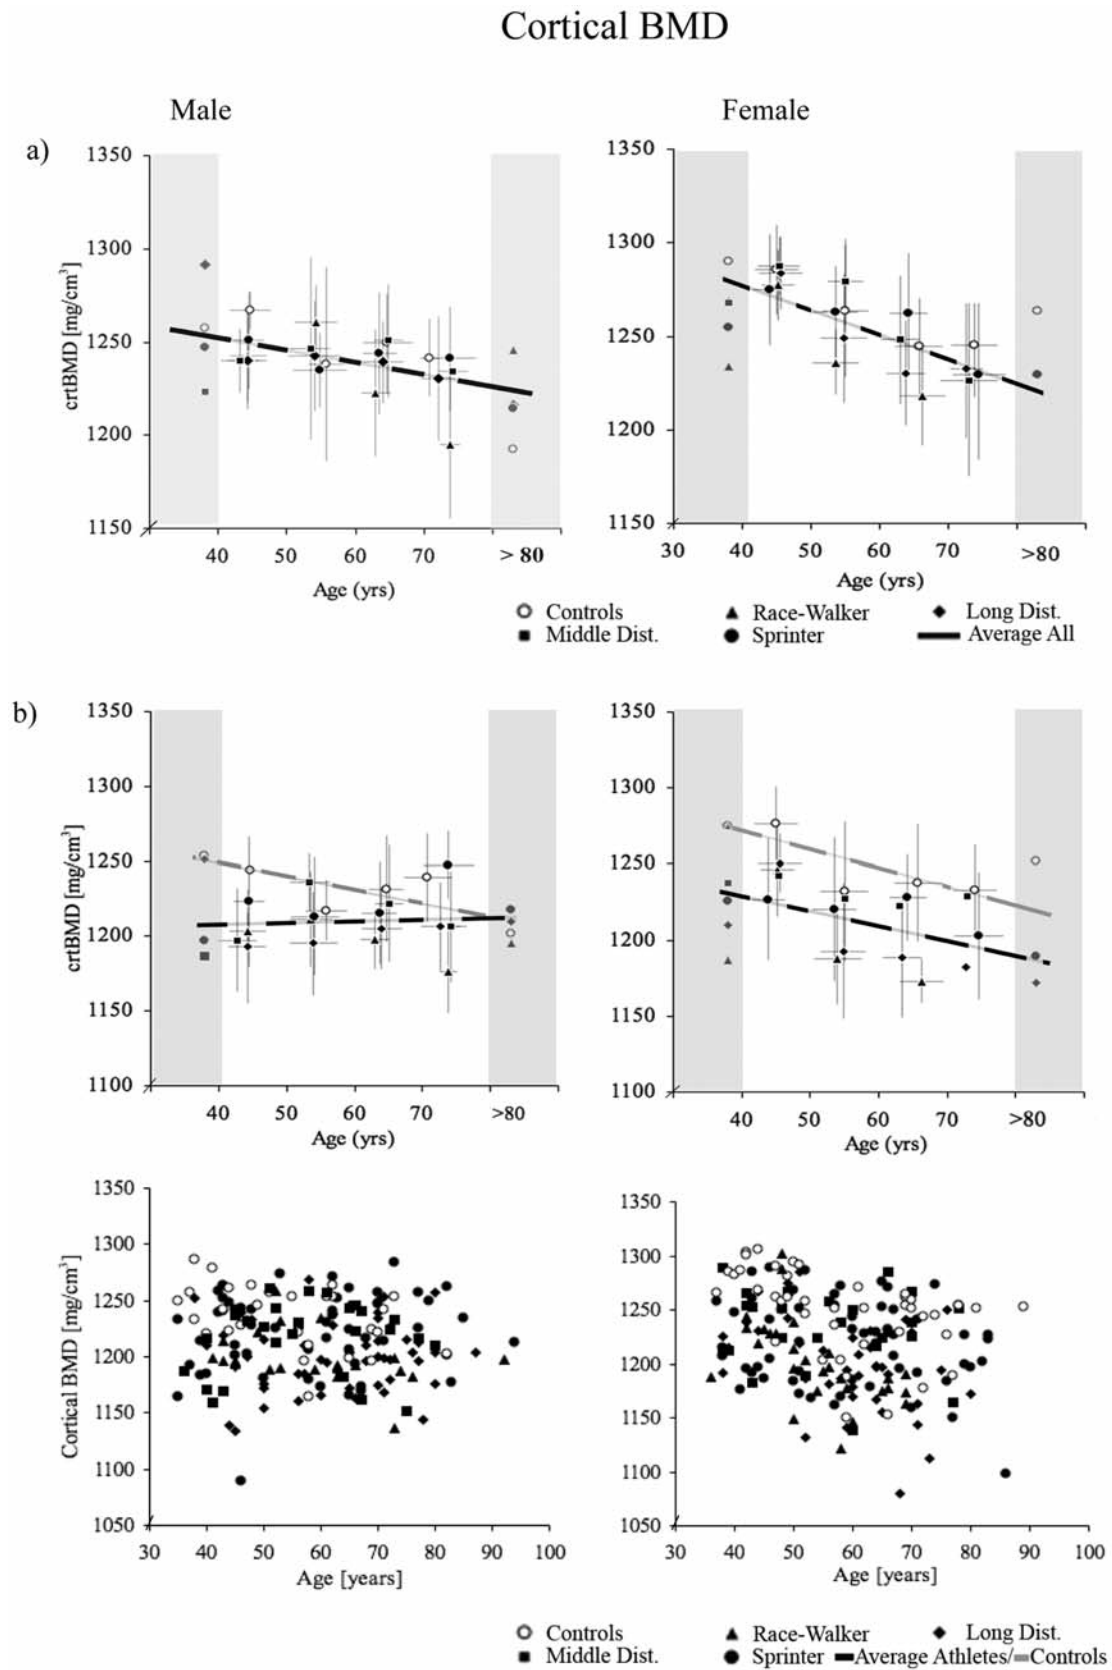 Cortical BMD
Male
Female
a)
1350
1300
1250
1200
1150
crtBMD [mg/cm³]
40 50 60 70 > 80
Age (yrs)
1350
1300
1250
1200
1150
30 40 50 60 70 >80
Age (yrs)
Controls Race-Walker Long Dist.
Middle Dist. Sprinter Average All
b)
1350
1300
1250
1200
1150
1100
crtBMD [mg/cm³]
40 50 60 70 >80
Age (yrs)
1350
1300
1250
1200
1150
1100
40 50 60 70 >80
Age (yrs)
1350
1300
1250
1200
1150
1100
1050
Cortical BMD [mg/cm³]
30 40 50 60 70 80 90 100
Age [years]
1350
1300
1250
1200
1150
1100
1050
30 40 50 60 70 80 90 100
Age [years]
Controls Race-Walker Long Dist.
Middle Dist. Sprinter Average Athletes/ Controls